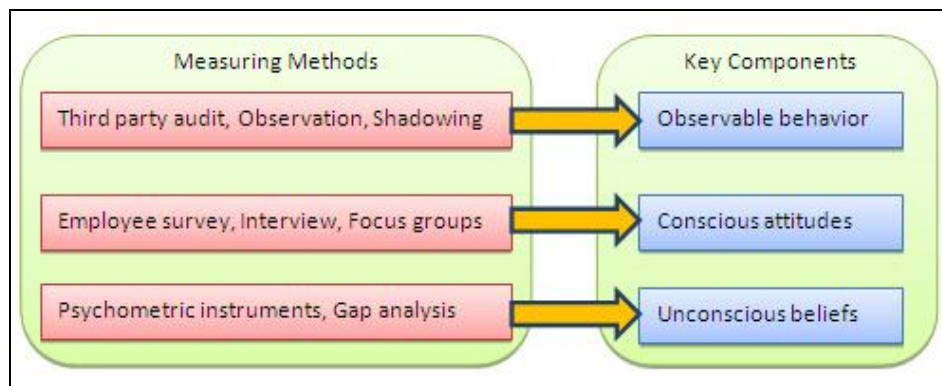 Measuring Methods
Third party audit, Observation, Shadowing
Employee survey, Interview, Focus groups
Psychometric instruments, Gap analysis
Key Components
Observable behavior
Conscious attitudes
Unconscious beliefs